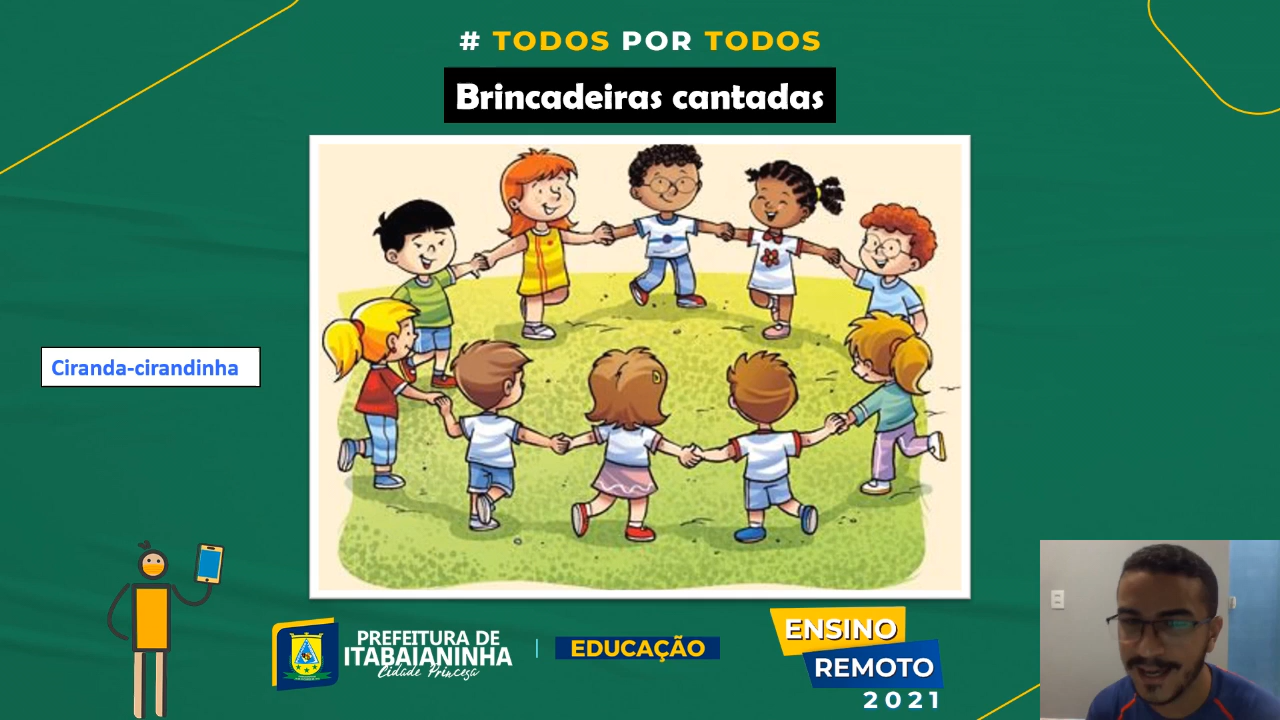 # TODOS POR TODOS
Brincadeiras cantadas
Ciranda-cirandinha
PREFEITURA DE
ITABAIANINHA
Cidade Princesa
EDUCAÇÃO
ENSINO
REMOTO
2021